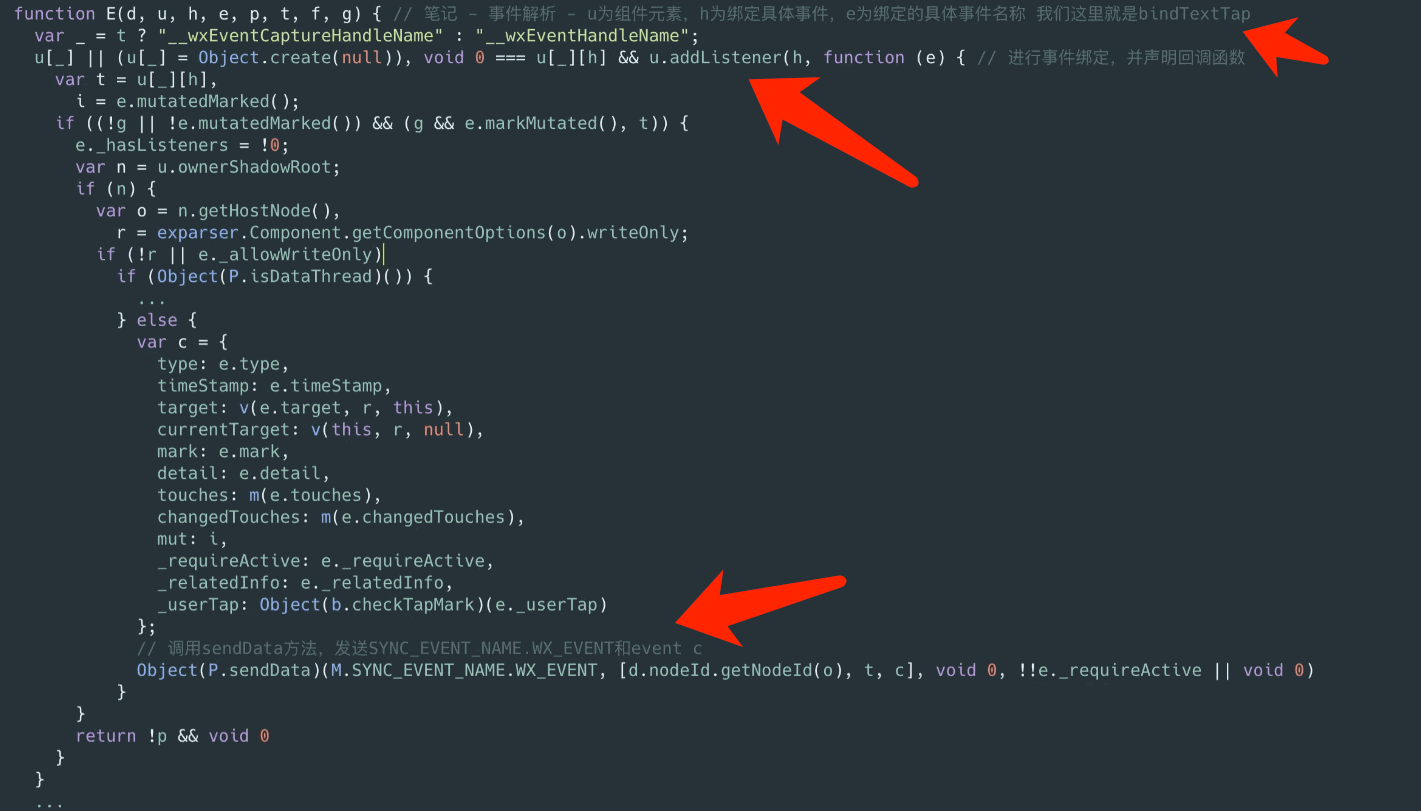 function E(d, u, h, e, p, t, f, g) { // 笔记 - 事件解析 - u为组件元素, h为绑定具体事件, e为绑定的具体事件名称 我们这里就是bindTextTap
var _ = t ? "__wxEventCaptureHandleName" : "__wxEventHandleName";
u[_] || (u[_] = Object.create(null)), void 0 === u[_][h] && u.addListener(h, function (e) { // 进行事件绑定, 并声明回调函数
var t = u[_][h],
i = e.mutatedMarked();
if ((!g || !e.mutatedMarked()) && (g && e.markMutated(), t)) {
e._hasListeners = !0;
var n = u.ownerShadowRoot;
if (n) {
var o = n.getHostNode(),
r = exparser.Component.getComponentOptions(o).writeOnly;
if (!r || e._allowWriteOnly)
if (Object(P.isDataThread)()) {
...
} else {
var c = {
type: e.type,
timeStamp: e.timeStamp,
target: v(e.target, r, this),
currentTarget: v(this, r, null),
mark: e.mark,
detail: e.detail,
touches: m(e.touches),
changedTouches: m(e.changedTouches),
mut: i,
_requireActive: e._requireActive,
_relatedInfo: e._relatedInfo,
_userTap: Object(b.checkTapMark)(e._userTap)
};
// 调用sendData方法, 发送SYNC_EVENT_NAME.WX_EVENT和event c
Object(P.sendData)(M.SYNC_EVENT_NAME.WX_EVENT, [d.nodeId.getNodeId(o), t, c], void 0, !!e._requireActive || void 0)
}
}
return !p && void 0
}
}
...